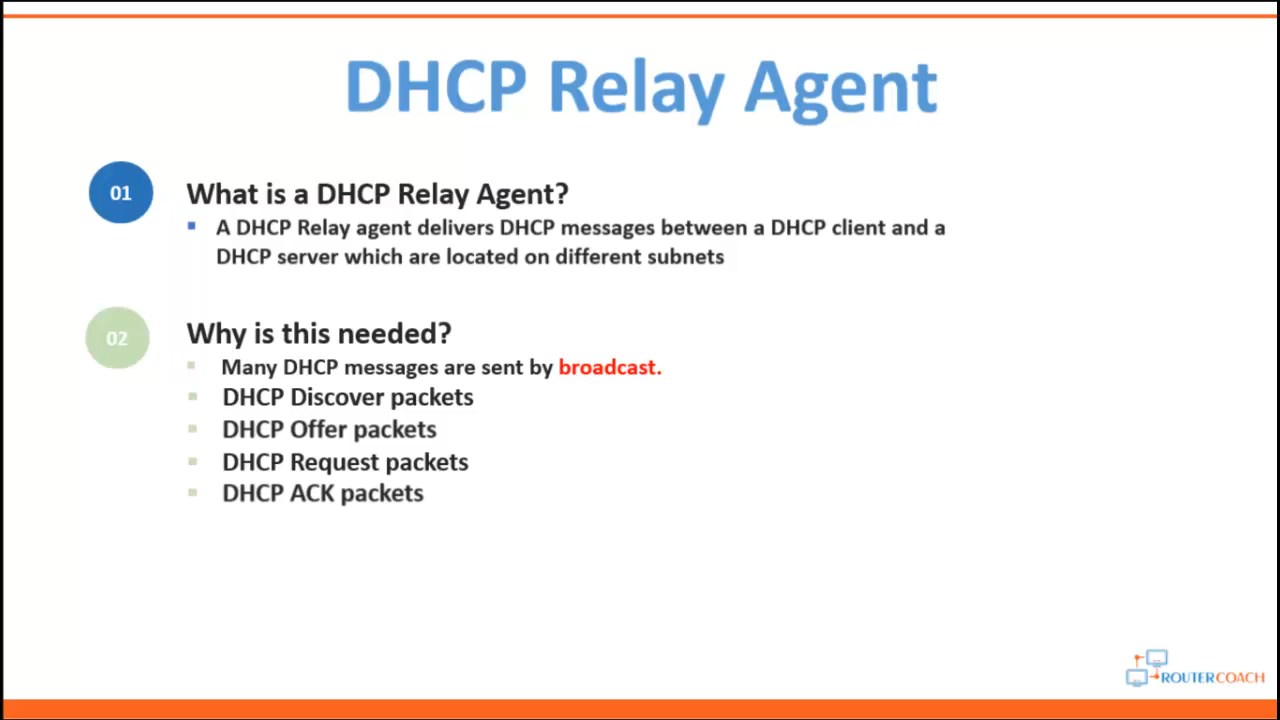 DHCP Relay Agent
01
What is a DHCP Relay Agent?
A DHCP Relay agent delivers DHCP messages between a DHCP client and a
DHCP server which are located on different subnets
02
Why is this needed?
Many DHCP messages are sent by broadcast.
DHCP Discover packets
DHCP Offer packets
DHCP Request packets
DHCP ACK packets
ROUTERCOACH